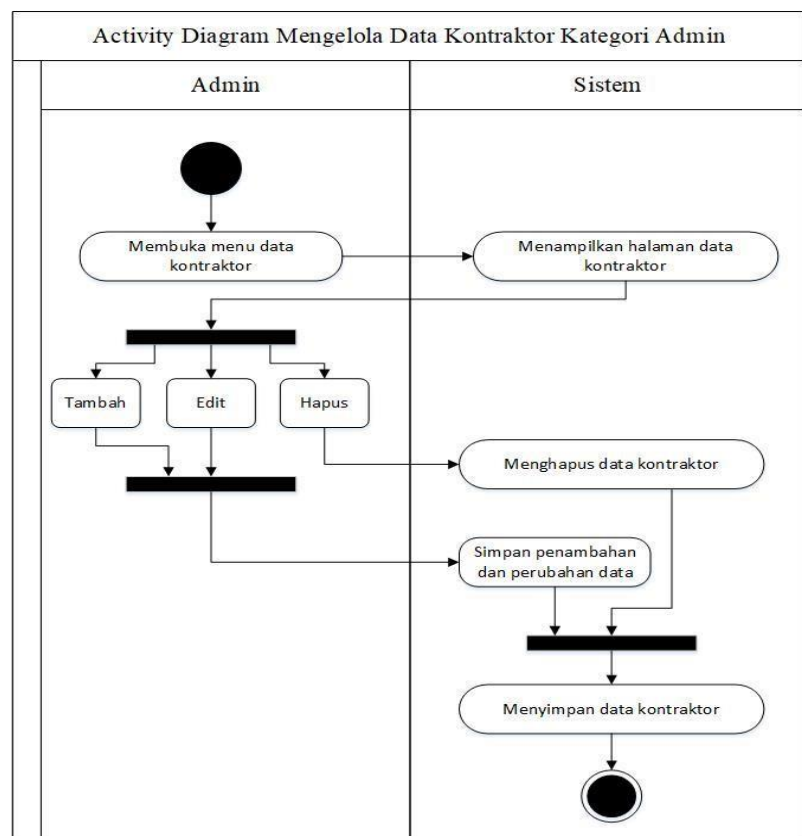 Activity Diagram Mengelola Data Kontraktor Kategori Admin
Admin
Sistem
Membuka menu data
kontraktor
Menampilkan halaman data
kontraktor
Tambah
Edit
Hapus
Menghapus data kontraktor
Simpan penambahan
dan perubahan data
Menyimpan data kontraktor